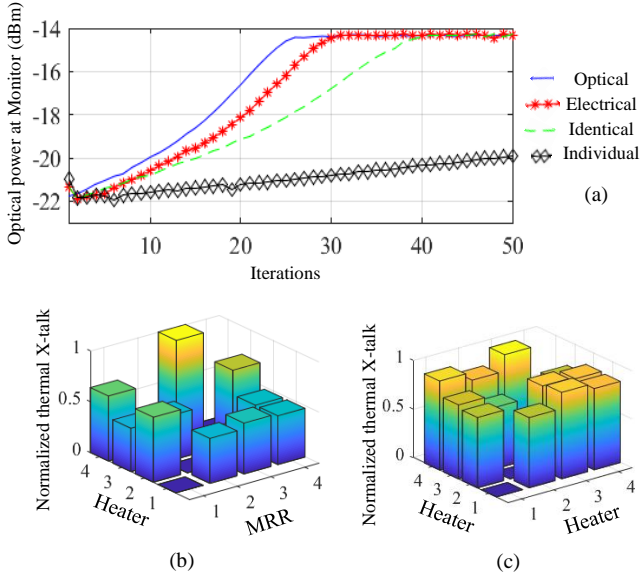 Optical power at Monitor (dBm)
-14
-16
-18
-20
-22
10
20
30
40
50
Iterations
Optical
Electrical
Identical
Individual
(a)
Normalized thermal X-talk
1
0.5
0
4
3
2
1
Heater
1
2
3
4
MRR
(b)
Normalized thermal X-talk
1
0.5
0
4
3
2
1
Heater
1
2
3
4
Heater
(c)